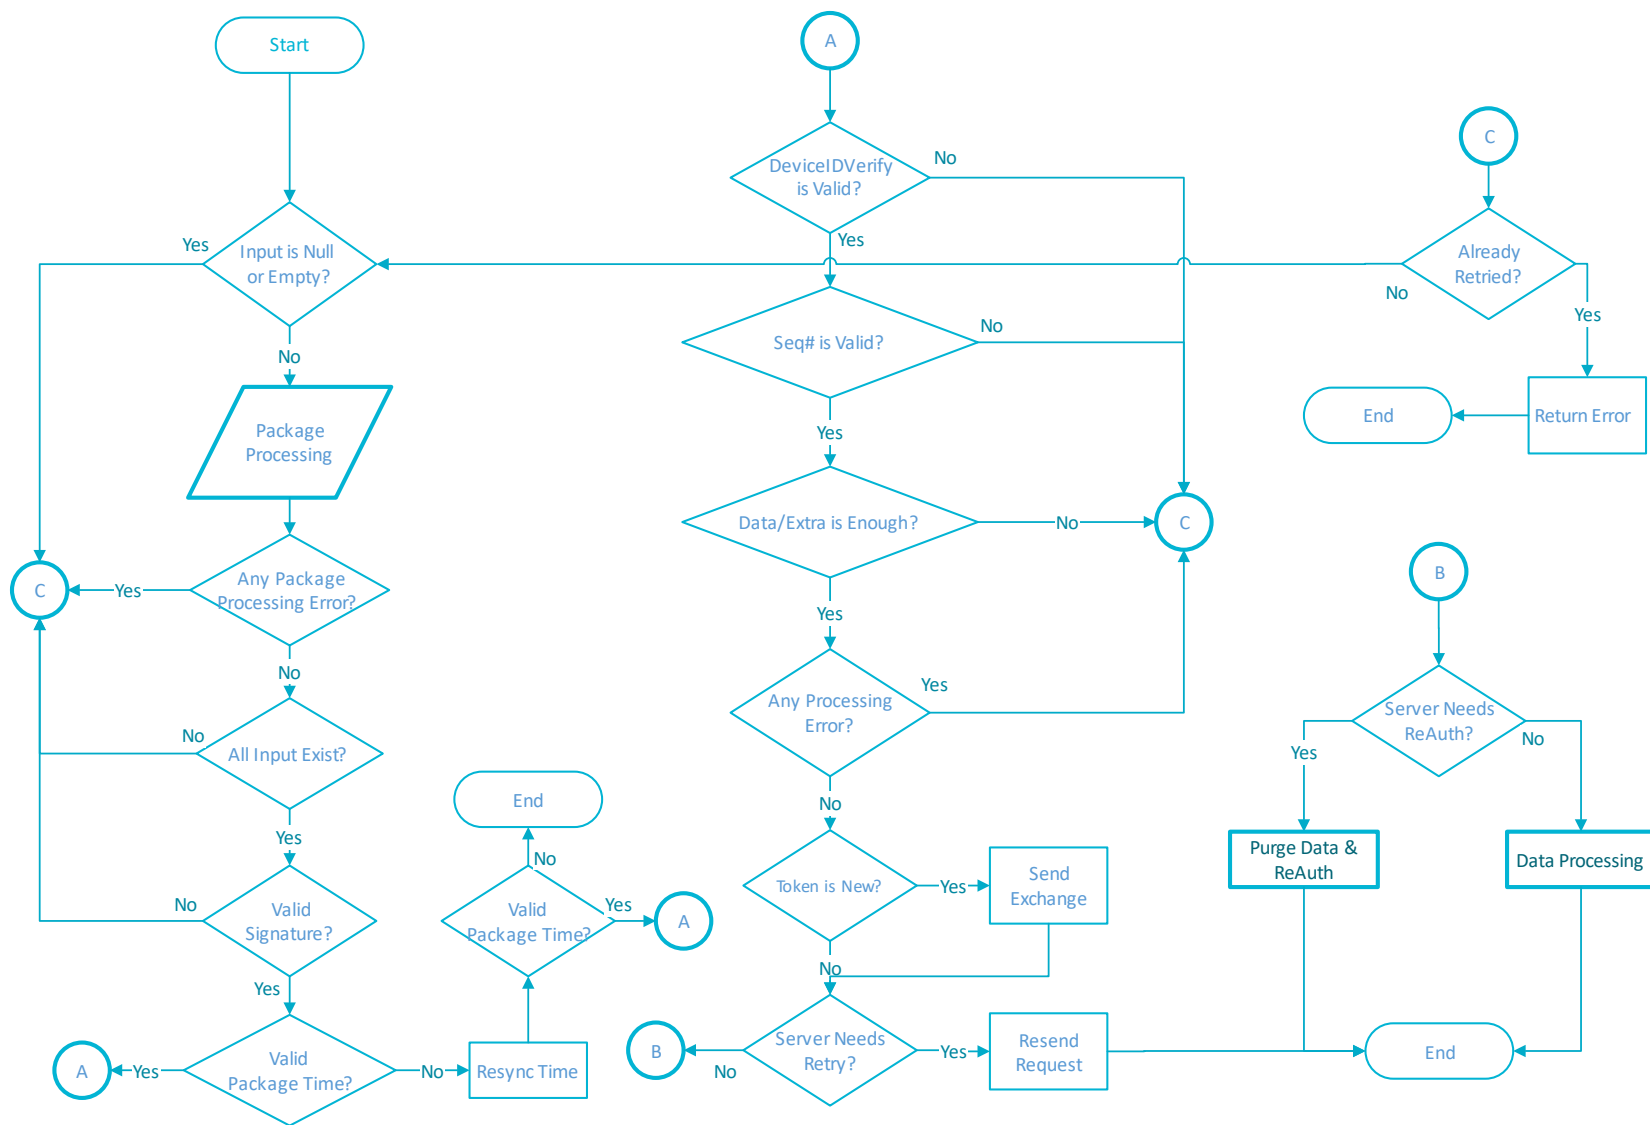 Start
Input is Null
or Empty?
Yes
No
Package
Processing
Any Package
Processing Error?
Yes
C
No
All Input Exist?
No
Yes
Valid
Signature?
No
Yes
Valid
Package Time?
Yes
A
No
Resync Time
Valid
Package Time?
No
End
Yes
A
A
DeviceIDVerify
is Valid?
No
Yes
Seq# is Valid?
No
Yes
Data/Extra is Enough?
No
C
Yes
Any Processing
Error?
Yes
No
Token is New?
Yes
Send
Exchange
No
Server Needs
Retry?
No
B
Yes
Resend
Request
End
C
Already
Retried?
No
Yes
Return Error
End
B
Server Needs
ReAuth?
Yes
No
Purge Data &
ReAuth
Data Processing